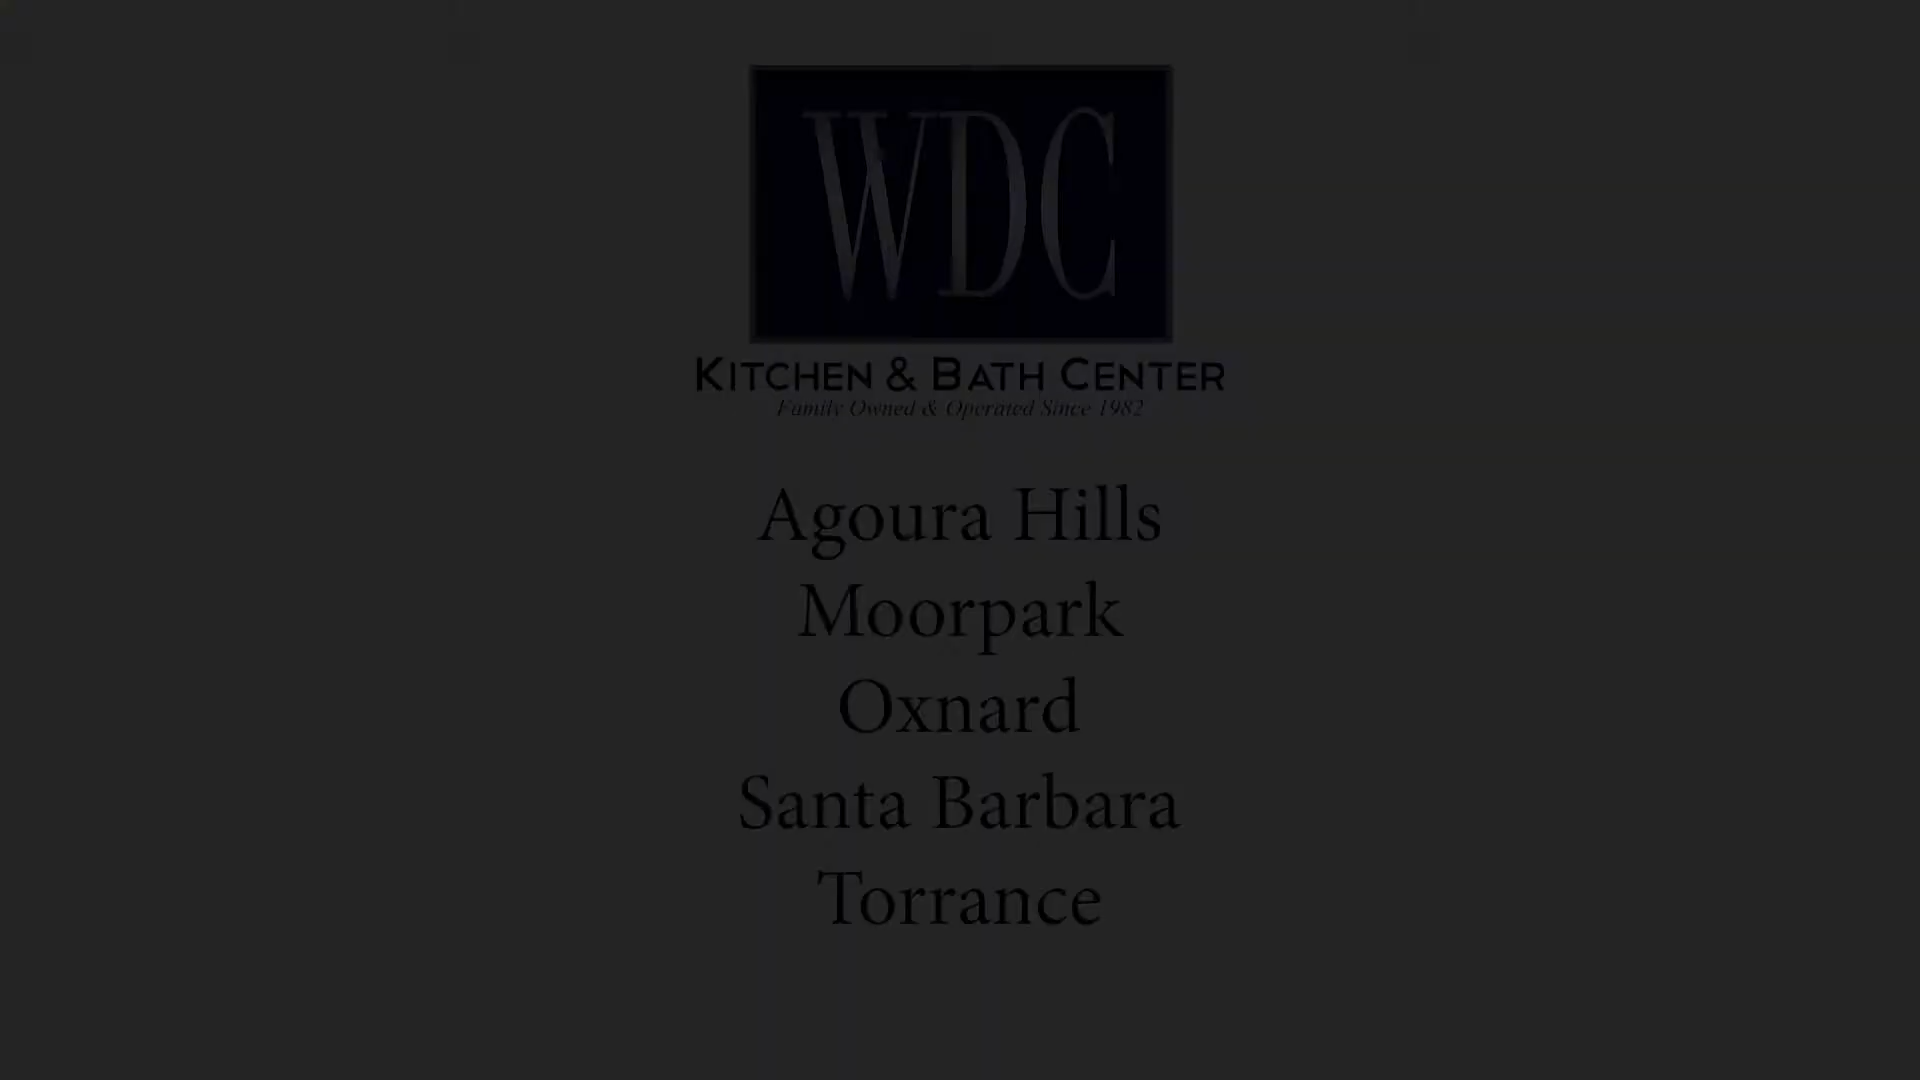 WDC
KITCHEN & BATH CENTER
Family Owned & Operated Since 1982
Agoura Hills
Moorpark
Oxnard
Santa Barbara
Torrance